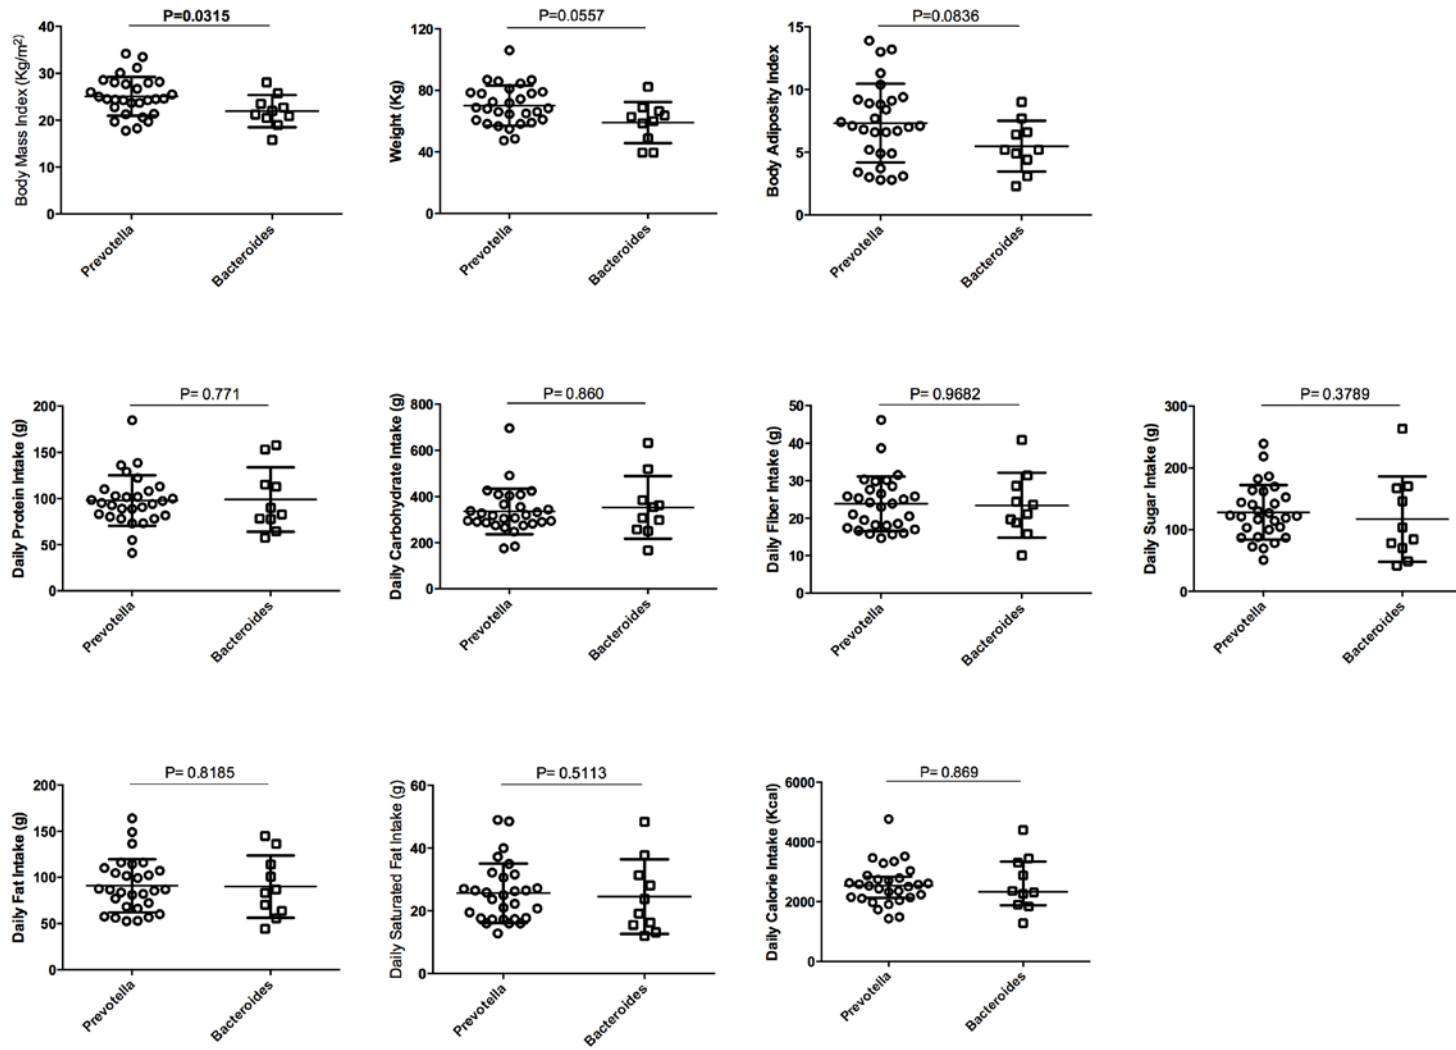 P=0.0315
Body Mass Index (Kg/m²)
40
30
20
10
0
Prevotella
Bacteroides
P=0.0557
Weight (Kg)
120
80
40
0
Prevotella
Bacteroides
P=0.0836
Body Adiposity Index
15
10
5
0
Prevotella
Bacteroides
P= 0.771
Daily Protein Intake (g)
200
150
100
50
0
Prevotella
Bacteroides
P= 0.860
Daily Carbohydrate Intake (g)
800
600
400
200
0
Prevotella
Bacteroides
P= 0.9682
Daily Fiber Intake (g)
50
40
30
20
10
0
Prevotella
Bacteroides
P= 0.3789
Daily Sugar Intake (g)
300
200
100
0
Prevotella
Bacteroides
P= 0.8185
Daily Fat Intake (g)
200
150
100
50
0
Prevotella
Bacteroides
P= 0.5113
Daily Saturated Fat Intake (g)
60
40
20
0
Prevotella
Bacteroides
P= 0.869
Daily Calorie Intake (Kcal)
6000
4000
2000
0
Prevotella
Bacteroides